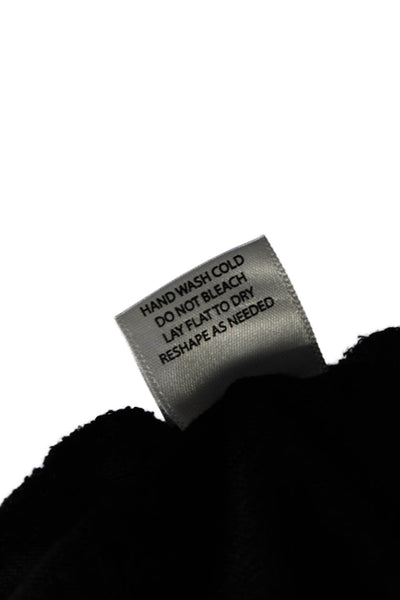 HAND WASH COLD
DO NOT BLEACH
LAY FLAT TO DRY
RESHAPE AS NEEDED